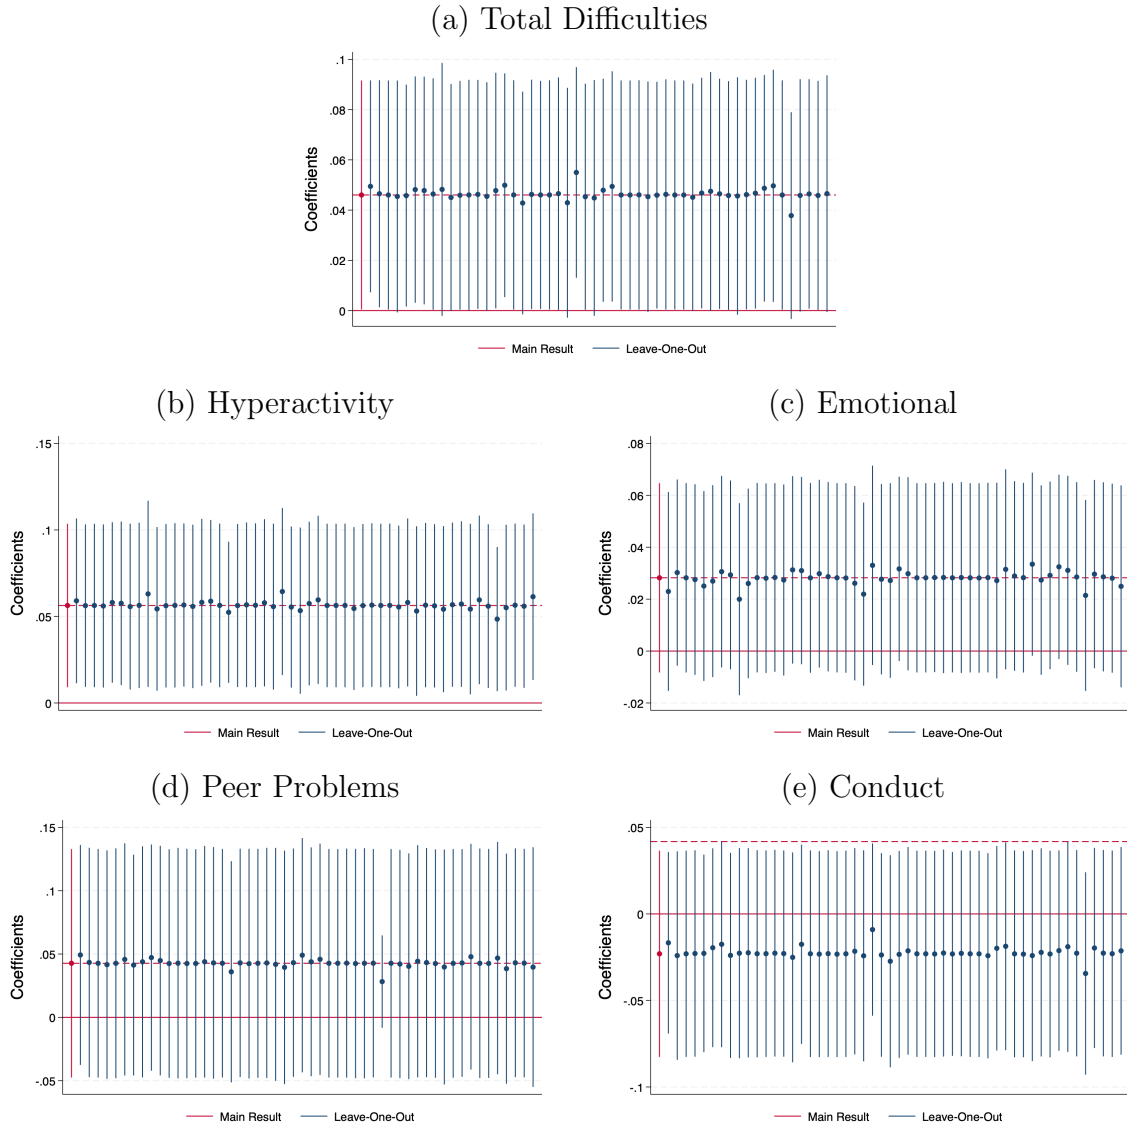 (a) Total Difficulties
Coefficients
.1
.08
.06
.04
.02
0
Main Result
Leave-One-Out
(b) Hyperactivity
Coefficients
.15
.1
.05
0
Main Result
Leave-One-Out
(c) Emotional
Coefficients
.08
.06
.04
.02
0
-.02
Main Result
Leave-One-Out
(d) Peer Problems
Coefficients
.15
.1
.05
0
-.05
Main Result
Leave-One-Out
(e) Conduct
Coefficients
.05
0
-.05
-.1
Main Result
Leave-One-Out